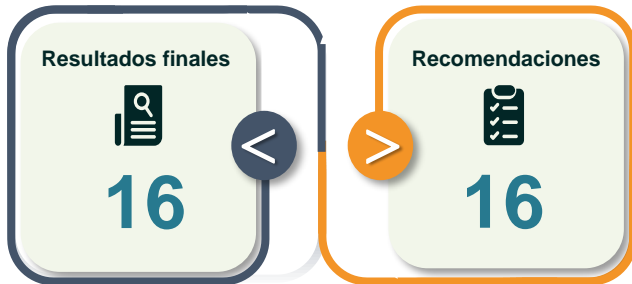 Resultados finales
16
<
>
Recomendaciones
16